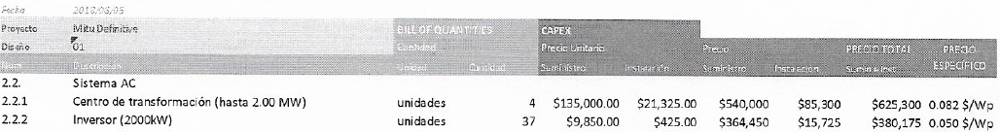 Fecha 2018/06/05
Proyecto Mitu Definitive BILL OF QUANTITIES CAPEX
Diseño 01 Cantidad Precio Unitario Precio PRECIO TOTAL PRECIO ESPECÍFICO
Num Descripción Unidad Cantidad Suministro Instalación Suministro Instalación Sumin + Inst
2.2. Sistema AC
2.2.1 Centro de transformación (hasta 2.00 MW) unidades 4 $135,000.00 $21,325.00 $540,000 $85,300 $625,300 0.082 $/Wp
2.2.2 Inversor (2000kW) unidades 37 $9,850.00 $425.00 $364,450 $15,725 $380,175 0.050 $/Wp